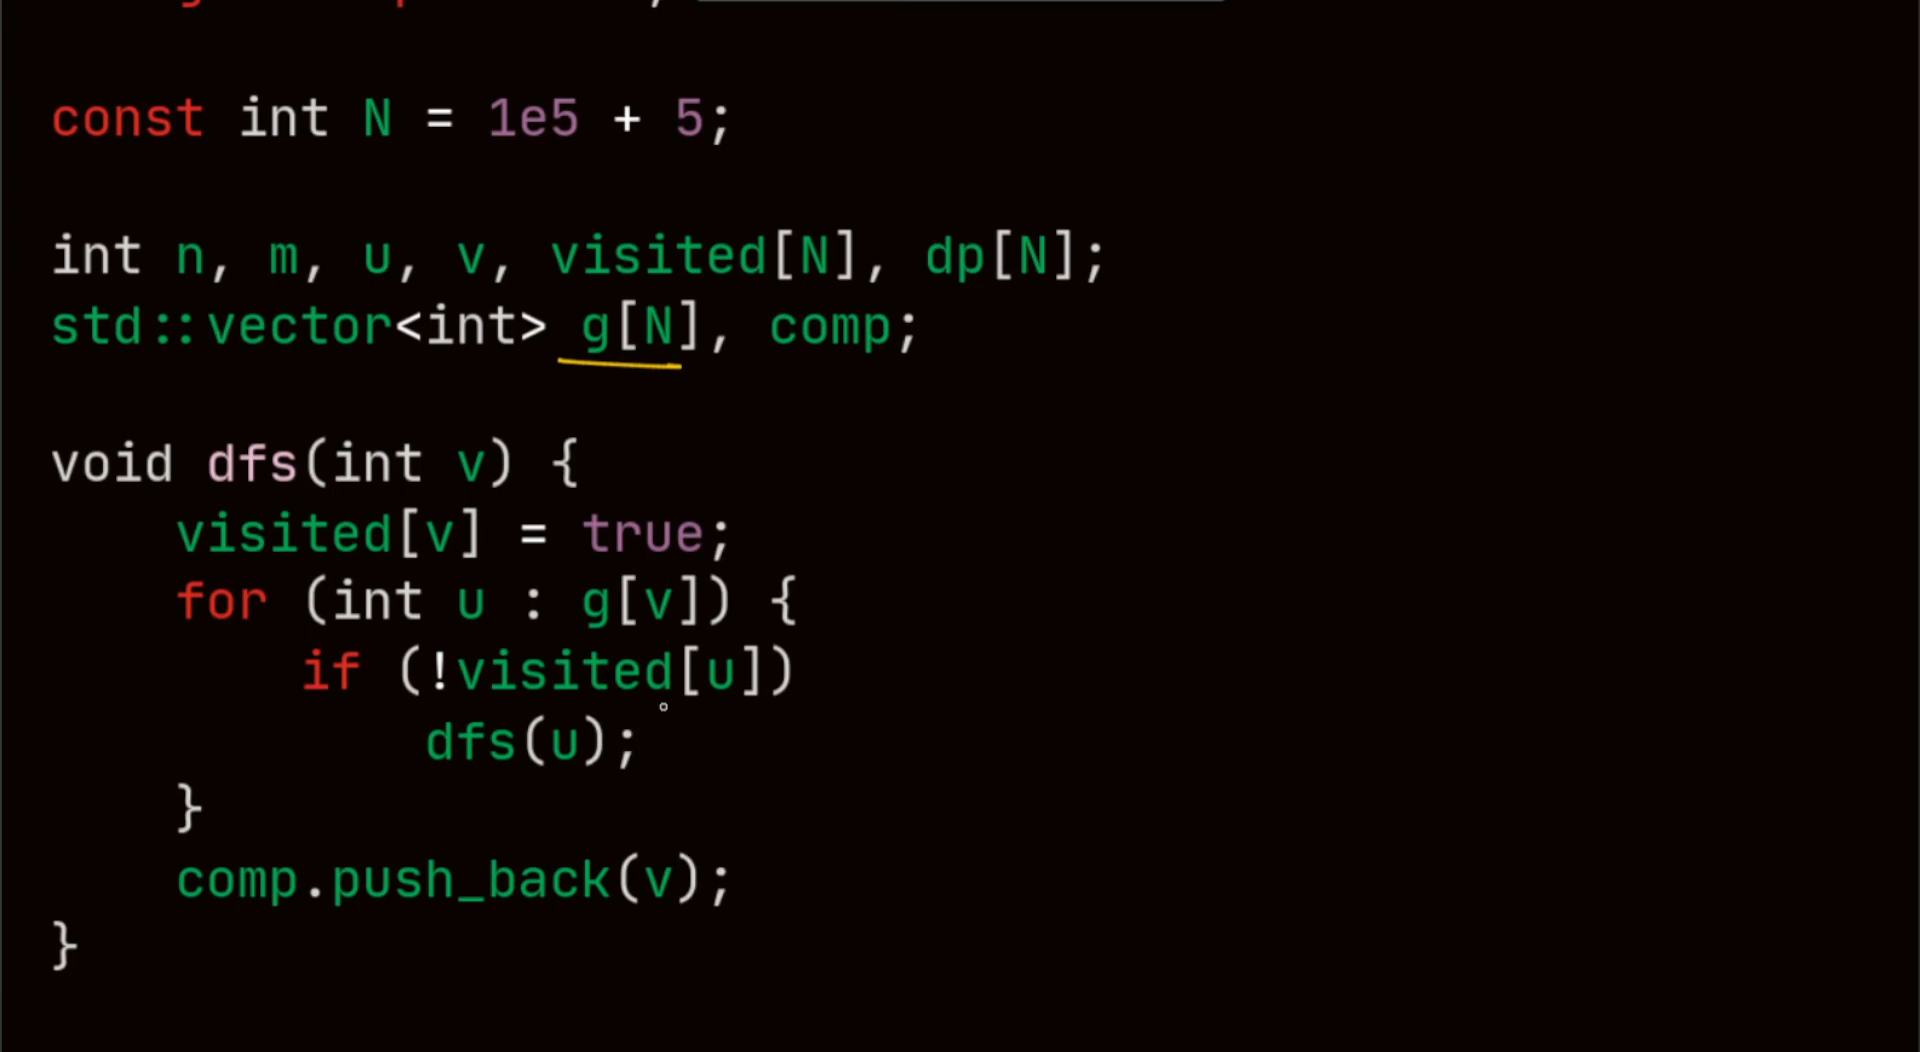 const int N = 1e5 + 5;
int n, m, u, v, visited[N], dp[N];
std::vector<int> g[N], comp;
void dfs(int v) {
visited[v] = true;
for (int u : g[v]) {
if (!visited[u])
dfs(u);
}
comp.push_back(v);
}